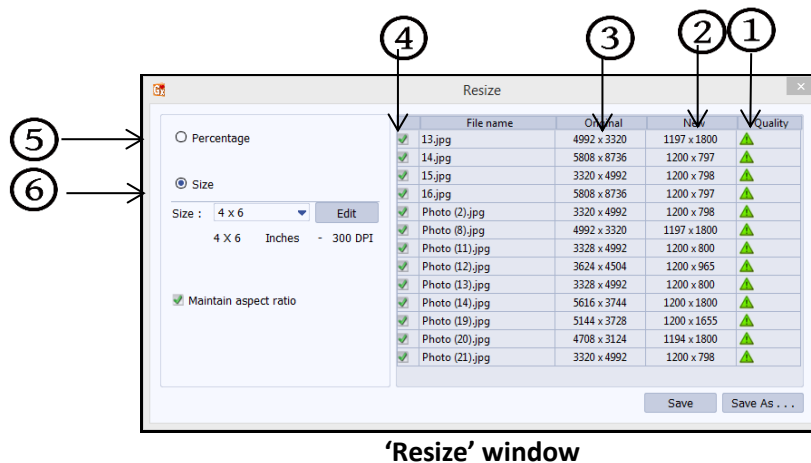 4 3 2 1
Gx Resize ×
5 6
Percentage
Size
Size : 4 x 6 Edit
4 X 6 Inches - 300 DPI
Maintain aspect ratio
File name Original New Quality
13.jpg 4992 x 3320 1197 x 1800
14.jpg 5808 x 8736 1200 x 797
15.jpg 3320 x 4992 1200 x 798
16.jpg 5808 x 8736 1200 x 797
Photo (2).jpg 3320 x 4992 1200 x 798
Photo (8).jpg 4992 x 3320 1197 x 1800
Photo (11).jpg 3328 x 4992 1200 x 800
Photo (12).jpg 3624 x 4504 1200 x 965
Photo (13).jpg 3328 x 4992 1200 x 800
Photo (14).jpg 5616 x 3744 1200 x 1800
Photo (19).jpg 5144 x 3728 1200 x 1655
Photo (20).jpg 4708 x 3124 1194 x 1800
Photo (21).jpg 3320 x 4992 1200 x 798
Save Save As . . .
‘Resize’ window